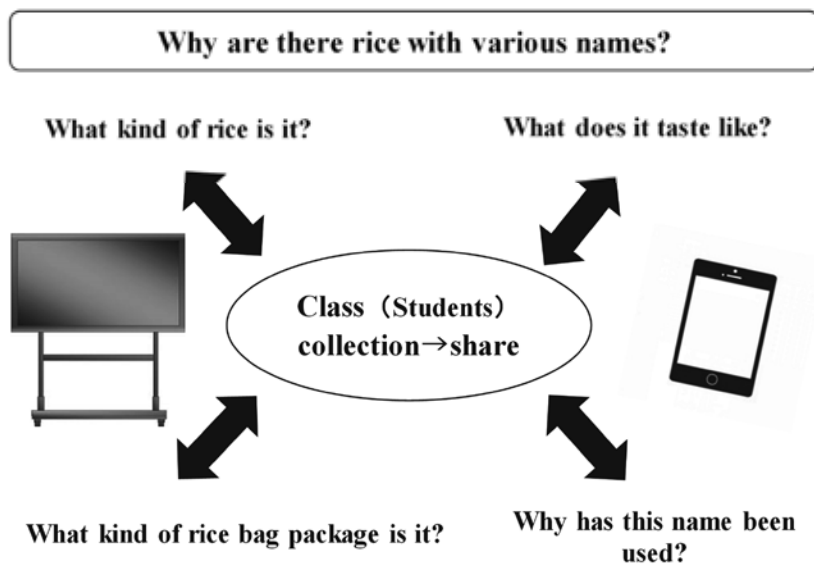 Why are there rice with various names?
What kind of rice is it?
What does it taste like?
Class（Students）
collection→share
What kind of rice bag package is it?
Why has this name been
used?